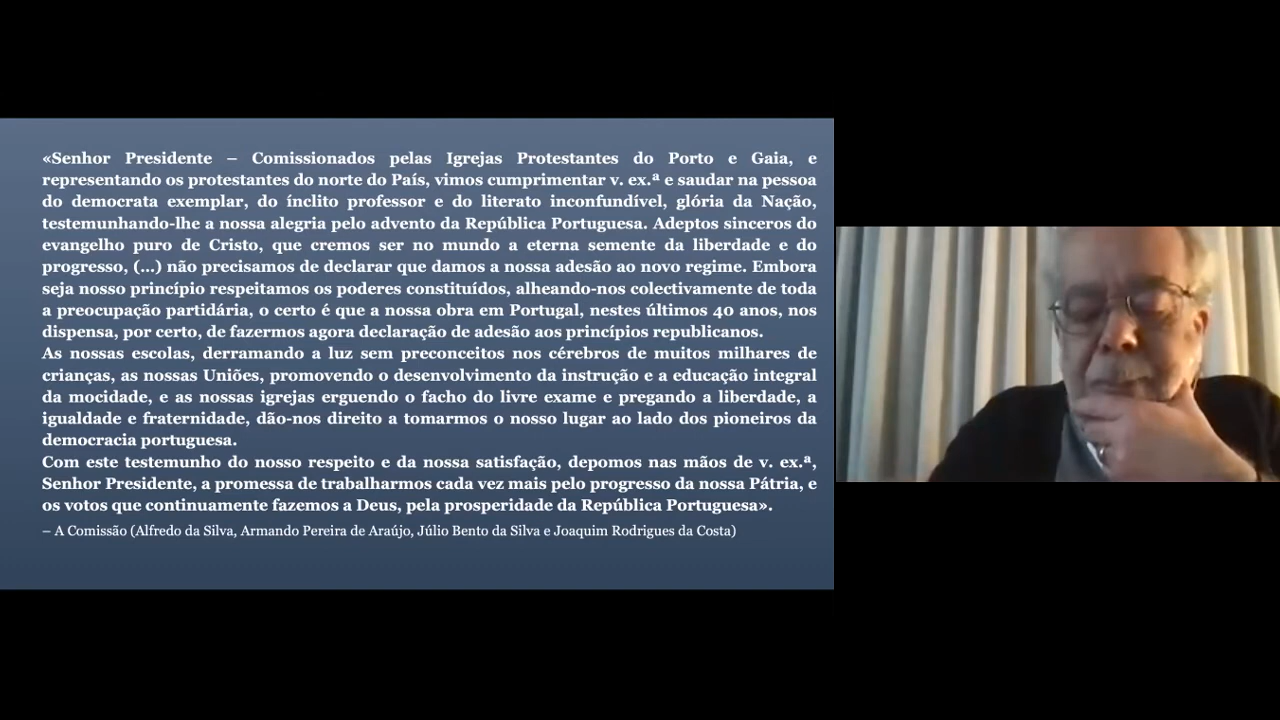 «Senhor Presidente – Comissionados pelas Igrejas Protestantes do Porto e Gaia, e
representando os protestantes do norte do País, vimos cumprimentar v. ex.ª e saudar na pessoa
do democrata exemplar, do ínclito professor e do literato inconfundível, glória da Nação,
testemunhando-lhe a nossa alegria pelo advento da República Portuguesa. Adeptos sinceros do
evangelho puro de Cristo, que cremos ser no mundo a eterna semente da liberdade e do
progresso, (...) não precisamos de declarar que damos a nossa adesão ao novo regime. Embora
seja nosso princípio respeitamos os poderes constituídos, alheando-nos colectivamente de toda
a preocupação partidária, o certo é que a nossa obra em Portugal, nestes últimos 40 anos, nos
dispensa, por certo, de fazermos agora declaração de adesão aos princípios republicanos.
As nossas escolas, derramando a luz sem preconceitos nos cérebros de muitos milhares de
crianças, as nossas Uniões, promovendo o desenvolvimento da instrução e a educação integral
da mocidade, e as nossas igrejas erguendo o facho do livre exame e pregando a liberdade, a
igualdade e fraternidade, dão-nos direito a tomarmos o nosso lugar ao lado dos pioneiros da
democracia portuguesa.
Com este testemunho do nosso respeito e da nossa satisfação, depomos nas mãos de v. ex.ª,
Senhor Presidente, a promessa de trabalharmos cada vez mais pelo progresso da nossa Pátria, e
os votos que continuamente fazemos a Deus, pela prosperidade da República Portuguesa».
– A Comissão (Alfredo da Silva, Armando Pereira de Araújo, Júlio Bento da Silva e Joaquim Rodrigues da Costa)